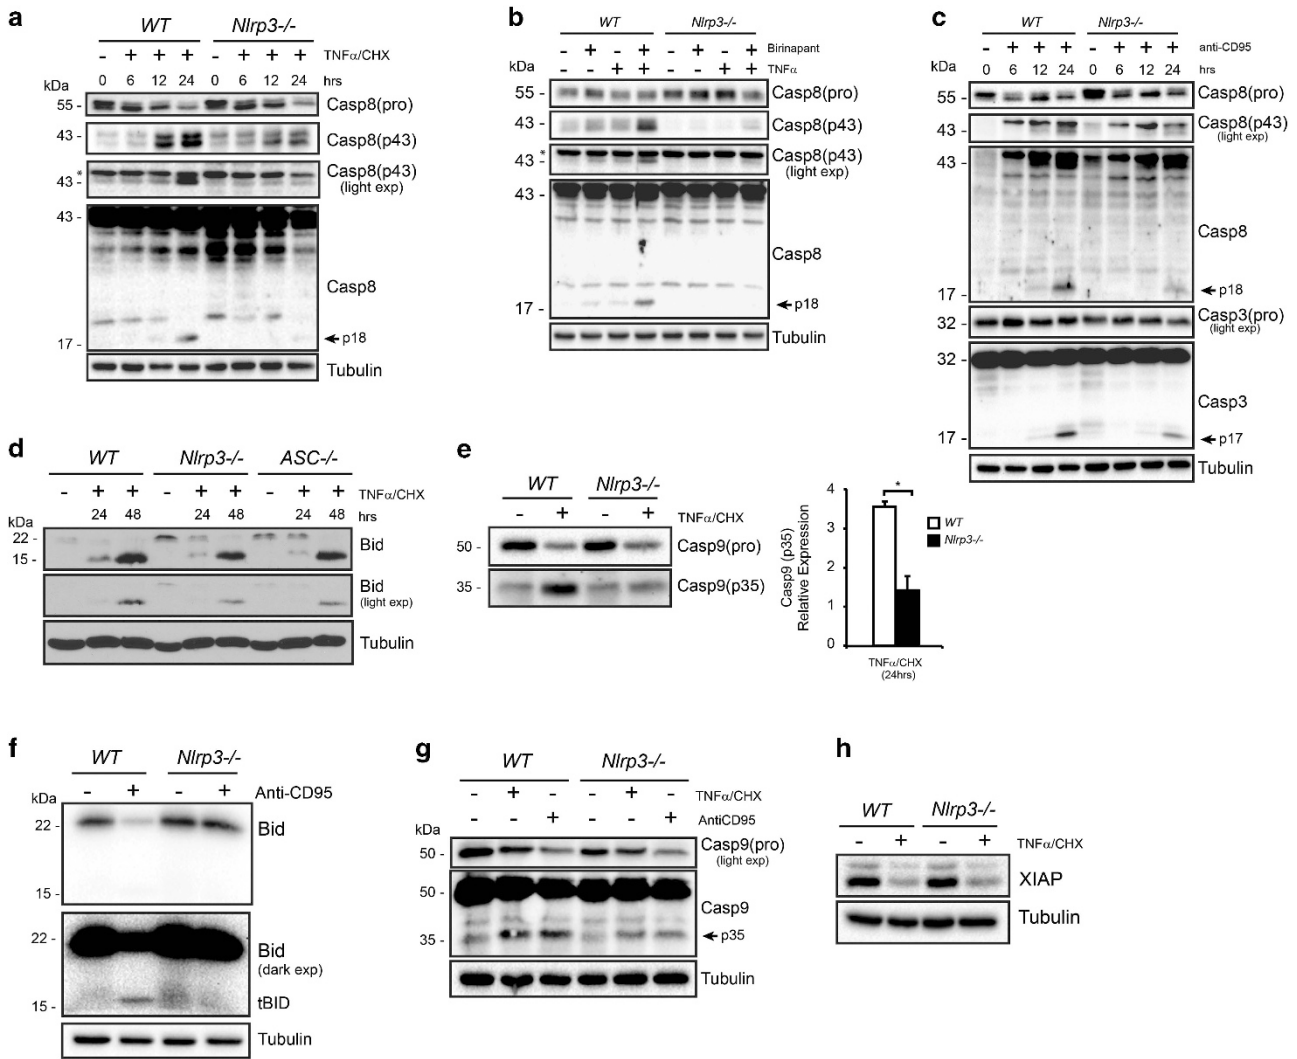 a
WT Nlrp3-/-
- + + + - + + + TNFα/CHX
kDa 0 6 12 24 0 6 12 24 hrs
55 - Casp8(pro)
43 - Casp8(p43)
*
43 - Casp8(p43)
(light exp)
43 -
Casp8
17 - p18
Tubulin
b
WT Nlrp3-/-
- + - + - + - + Birinapant
kDa - - + + - - + + TNFα
55 - Casp8(pro)
43 - Casp8(p43)
*
43 - Casp8(p43)
(light exp)
43 -
Casp8
17 - p18
Tubulin
c
WT Nlrp3-/-
- + + + - + + + anti-CD95
kDa 0 6 12 24 0 6 12 24 hrs
55 - Casp8(pro)
43 - Casp8(p43)
(light exp)
43 -
Casp8
17 - p18
32 - Casp3(pro)
(light exp)
32 -
Casp3
17 - p17
Tubulin
d
WT Nlrp3-/- ASC-/-
- + + - + + - + + TNFα/CHX
24 48 24 48 24 48 hrs
kDa
22 - Bid
15 -
Bid
(light exp)
Tubulin
e
WT Nlrp3-/-
- + - + TNFα/CHX
50 - Casp9(pro)
35 - Casp9(p35)
Casp9 (p35)
Relative Expression
4
3
2
1
0
*
WT
Nlrp3-/-
TNFα/CHX
(24hrs)
f
WT Nlrp3-/-
- + - + Anti-CD95
kDa
22 - Bid
15 -
22 - Bid
(dark exp)
15 - tBID
Tubulin
g
WT Nlrp3-/-
- + - - + - TNFα/CHX
- - + - - + AntiCD95
kDa
50 - Casp9(pro)
(light exp)
50 -
Casp9
35 - p35
Tubulin
h
WT Nlrp3-/-
- + - + TNFα/CHX
XIAP
Tubulin